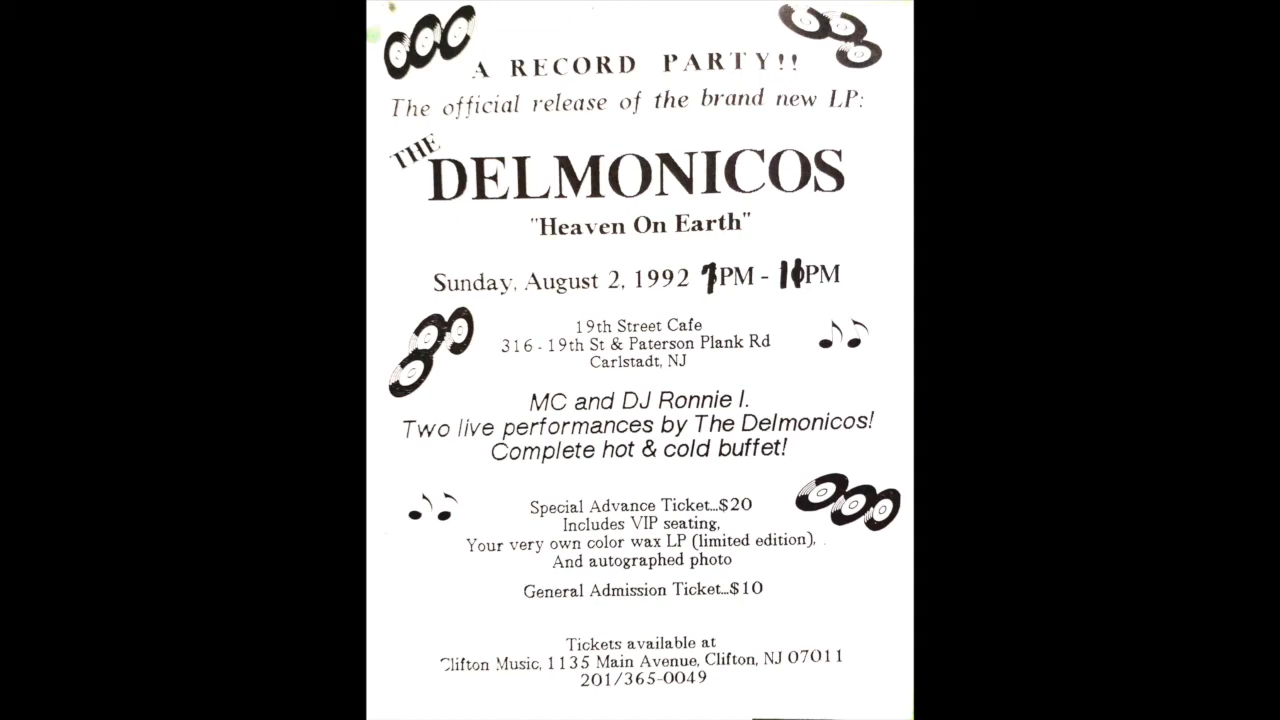 A RECORD PARTY!!
The official release of the brand new LP:
THE
DELMONICOS
"Heaven On Earth"
Sunday, August 2, 1992 7PM - 11PM
19th Street Cafe
316 - 19th St & Paterson Plank Rd
Carlstadt, NJ
MC and DJ Ronnie I.
Two live performances by The Delmonicos!
Complete hot & cold buffet!
Special Advance Ticket...$20
Includes VIP seating,
Your very own color wax LP (limited edition),
And autographed photo
General Admission Ticket...$10
Tickets available at
Clifton Music, 1135 Main Avenue, Clifton, NJ 07011
201/365-0049